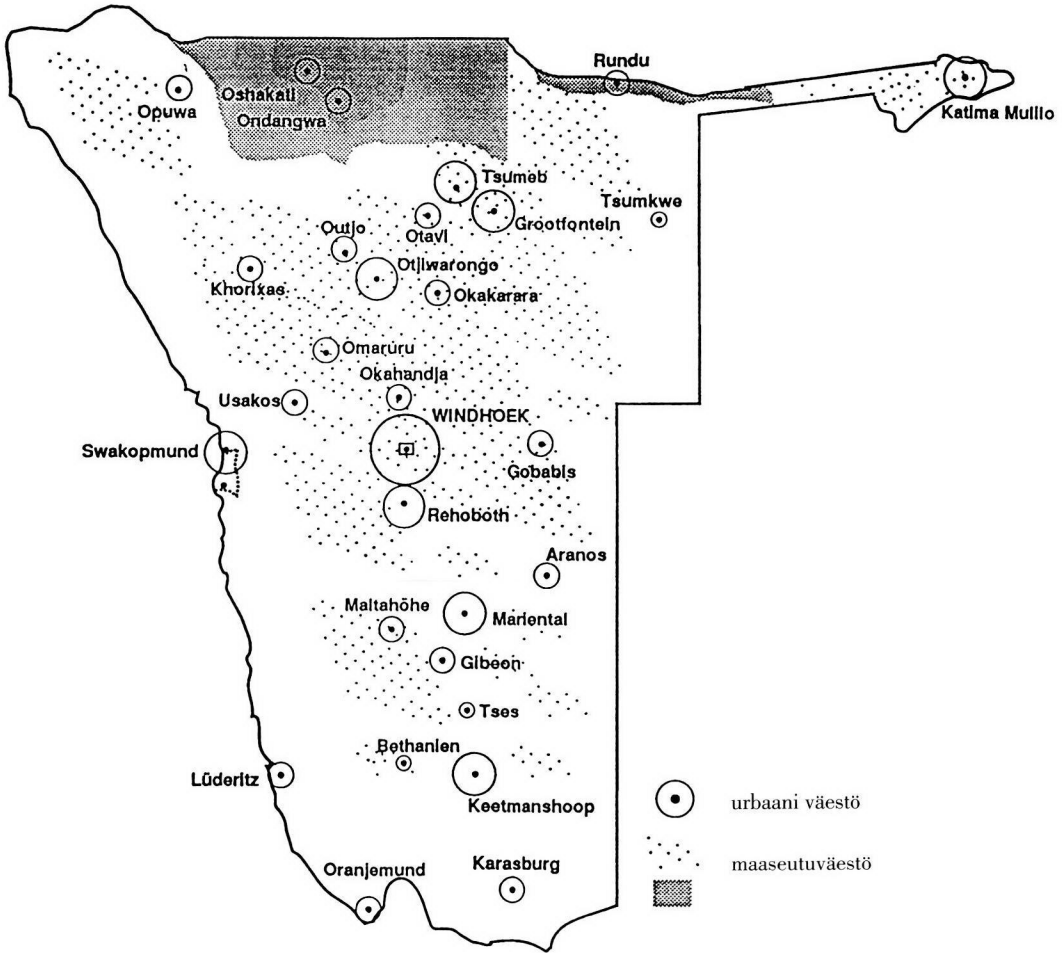 Rundu
Opuwa
Oshakati
Ondangwa
Katima Mulilo
Tsumeb
Tsumkwe
Grootfontein
Otavi
Outjo
Otjiwarongo
Khorixas
Okakarara
Omaruru
Okahandja
Usakos
WINDHOEK
Swakopmund
Gobabis
Rehoboth
Aranos
Maltahöhe
Mariental
Gibeon
Tses
Bethanien
Lüderitz
Keetmanshoop
urbaani väestö
maaseutuväestö
Oranjemund
Karasburg